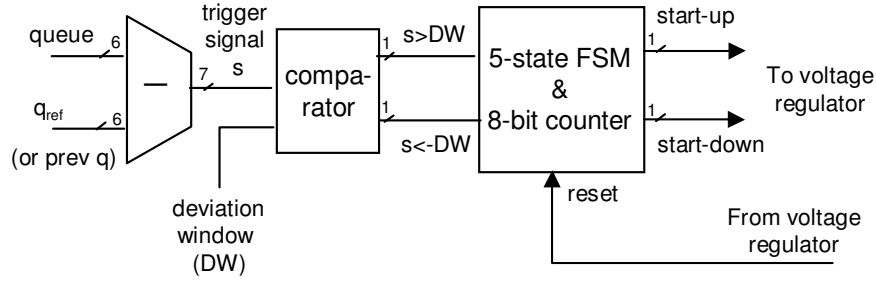 queue
6
q_ref
6
(or prev q)
—
trigger
signal
7
s
deviation
window
(DW)
compa-
rator
1
s>DW
1
s<-DW
5-state FSM
&
8-bit counter
start-up
1
1
start-down
To voltage
regulator
reset
From voltage
regulator